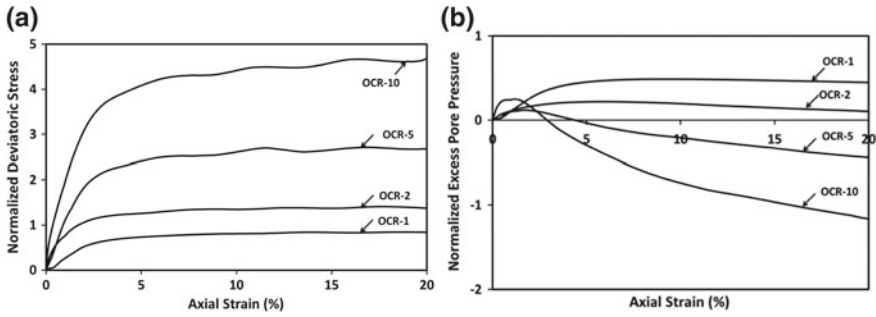 (a)
Normalized Deviatoric Stress
5
4
3
2
1
0
0
5
10
15
20
Axial Strain (%)
OCR-10
OCR-5
OCR-2
OCR-1
(b)
Normalized Excess Pore Pressure
1
0
-1
-2
0
5
10
15
20
Axial Strain (%)
OCR-1
OCR-2
OCR-5
OCR-10